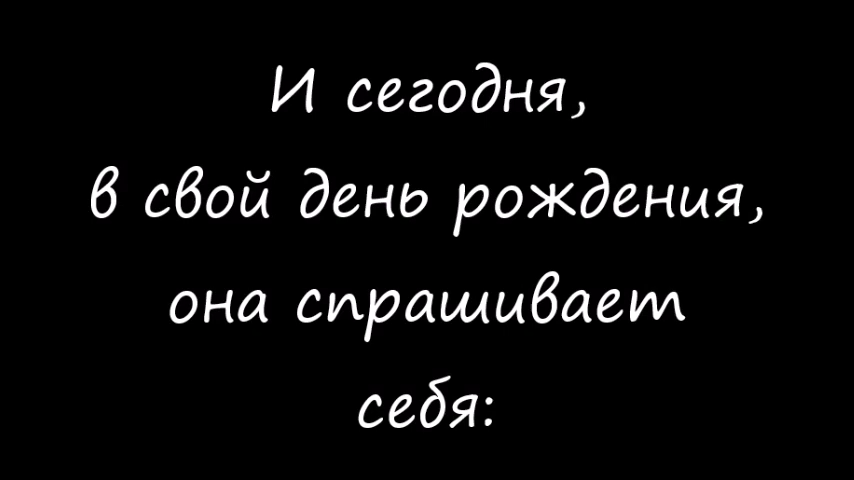 И сегодня,
в свой день рождения,
она спрашивает
себя: